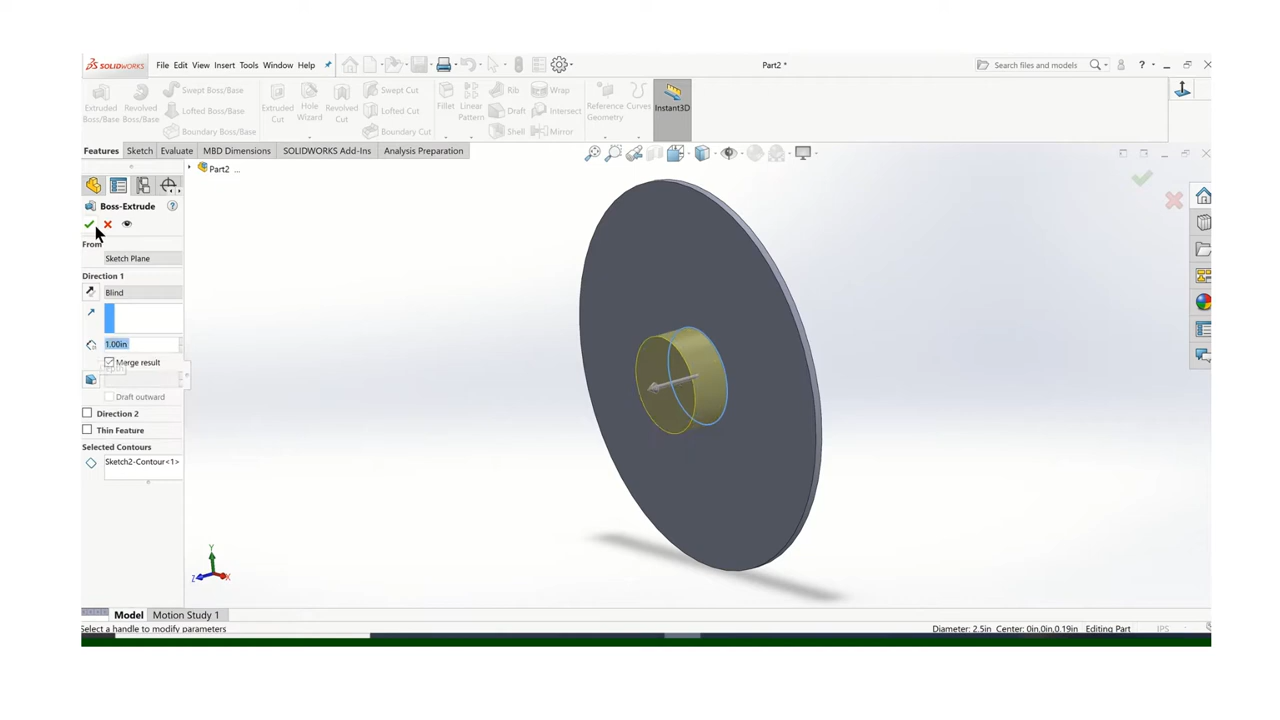 SOLIDWORKS File Edit View Insert Tools Window Help Part2 * Search files and models ?
Extruded Boss/Base Revolved Boss/Base Swept Boss/Base Lofted Boss/Base Boundary Boss/Base Extruded Cut Hole Wizard Revolved Cut Swept Cut Lofted Cut Boundary Cut Fillet Linear Pattern Rib Draft Shell Wrap Intersect Mirror Reference Geometry Curves Instant3D
Features Sketch Evaluate MBD Dimensions SOLIDWORKS Add-Ins Analysis Preparation
Part2 ...
Boss-Extrude ?
From
Sketch Plane
Direction 1
Blind
1.00in
Merge result
Draft outward
Direction 2
Thin Feature
Selected Contours
Sketch2-Contour<1>
Y
Z X
Model Motion Study 1
Select a handle to modify parameters Diameter: 2.5in Center: 0in,0in,0.19in Editing Part IPS